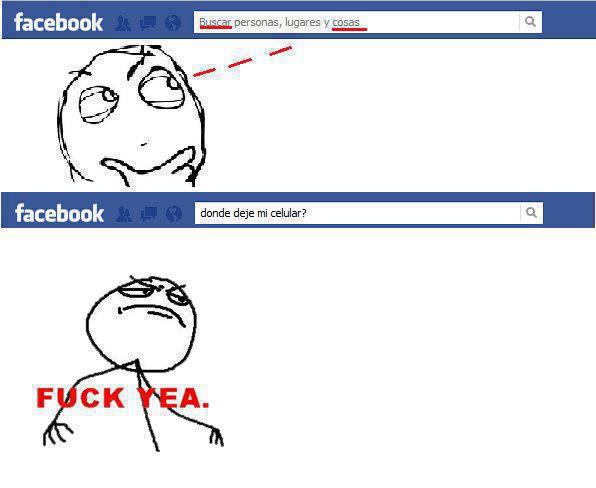 facebook Buscar personas, lugares y cosas
facebook donde deje mi celular?
FUCK YEA.